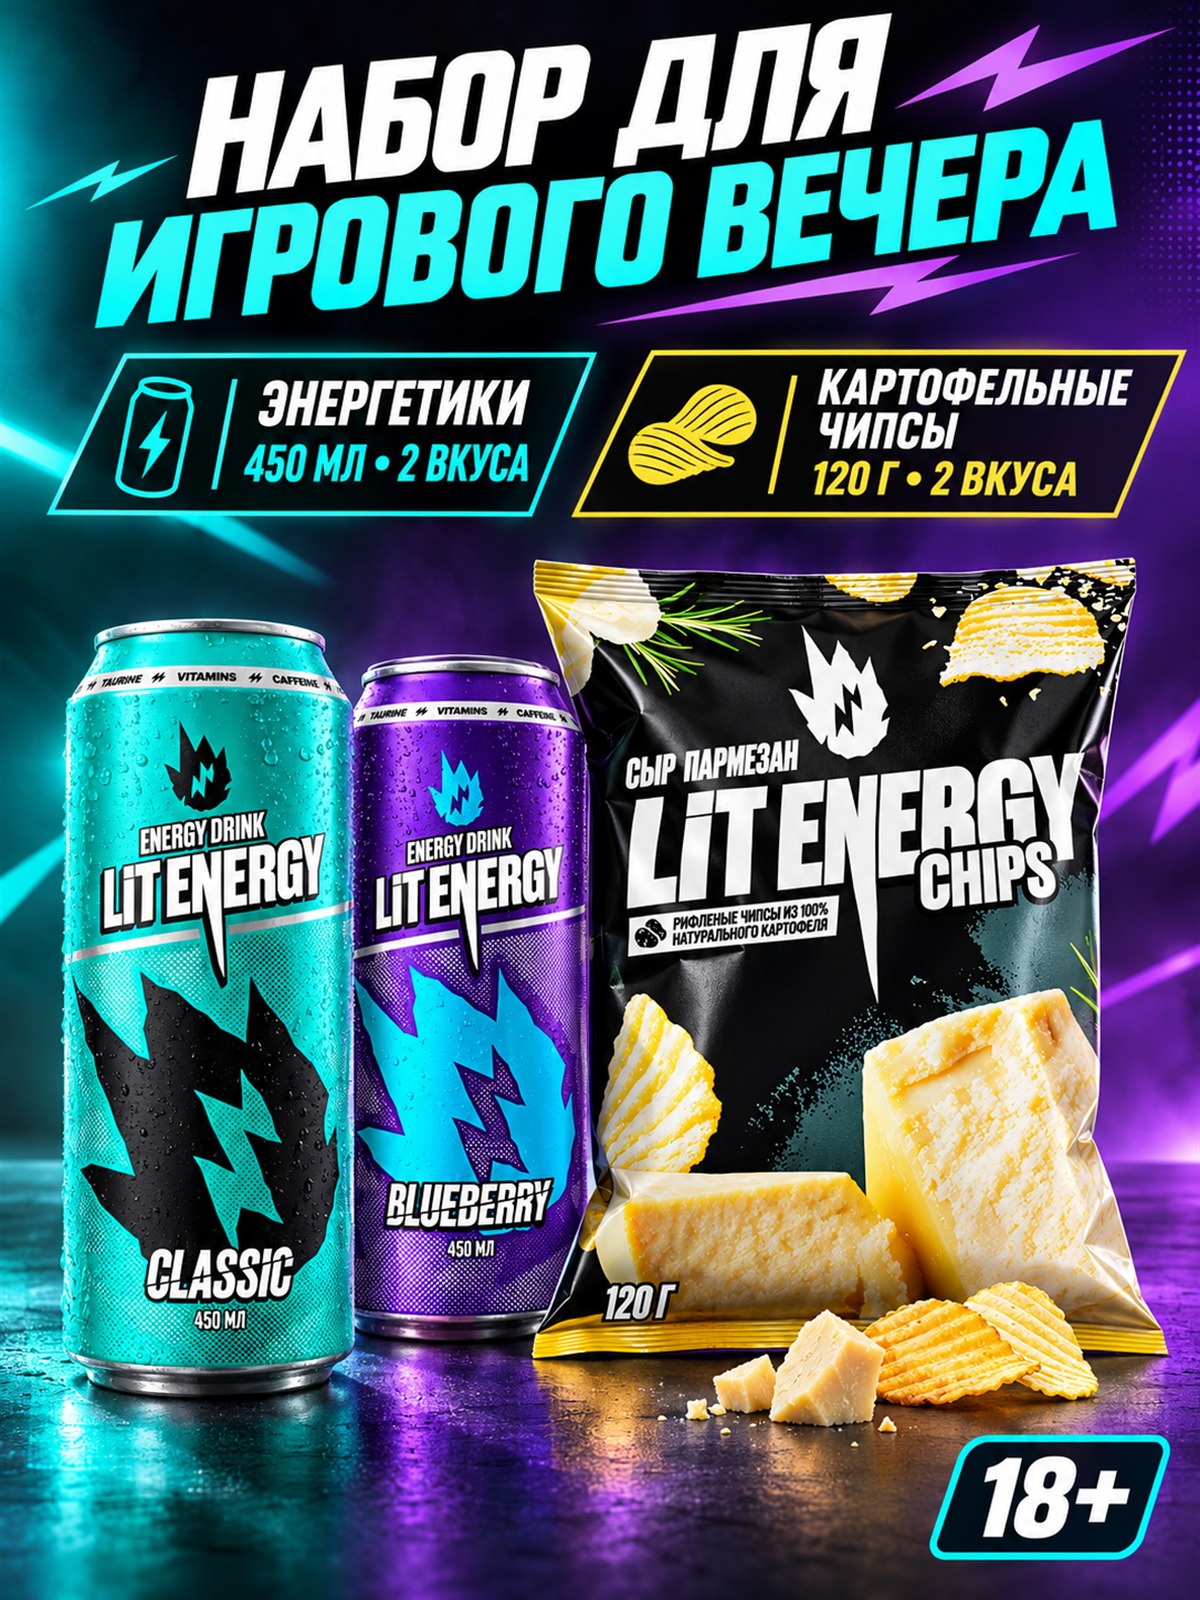 НАБОР ДЛЯ
ИГРОВОГО ВЕЧЕРА
ЭНЕРГЕТИКИ
450 МЛ • 2 ВКУСА
КАРТОФЕЛЬНЫЕ
ЧИПСЫ
120 Г • 2 ВКУСА
TAURINE VITAMINS CAFFEINE
ENERGY DRINK
LIT ENERGY
CLASSIC
450 МЛ
TAURINE VITAMINS CAFFEINE
ENERGY DRINK
LIT ENERGY
BLUEBERRY
450 МЛ
СЫР ПАРМЕЗАН
LIT ENERGY
CHIPS
РИФЛЕНЫЕ ЧИПСЫ ИЗ 100%
НАТУРАЛЬНОГО КАРТОФЕЛЯ
120 Г
18+